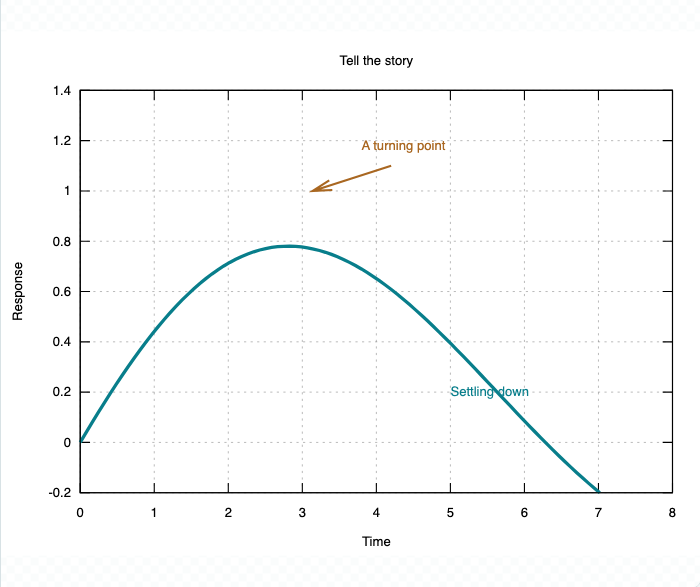 Tell the story
1.4
1.2
A turning point
1
0.8
0.6
0.4
0.2
Settling down
0
-0.2
Response
0 1 2 3 4 5 6 7 8
Time